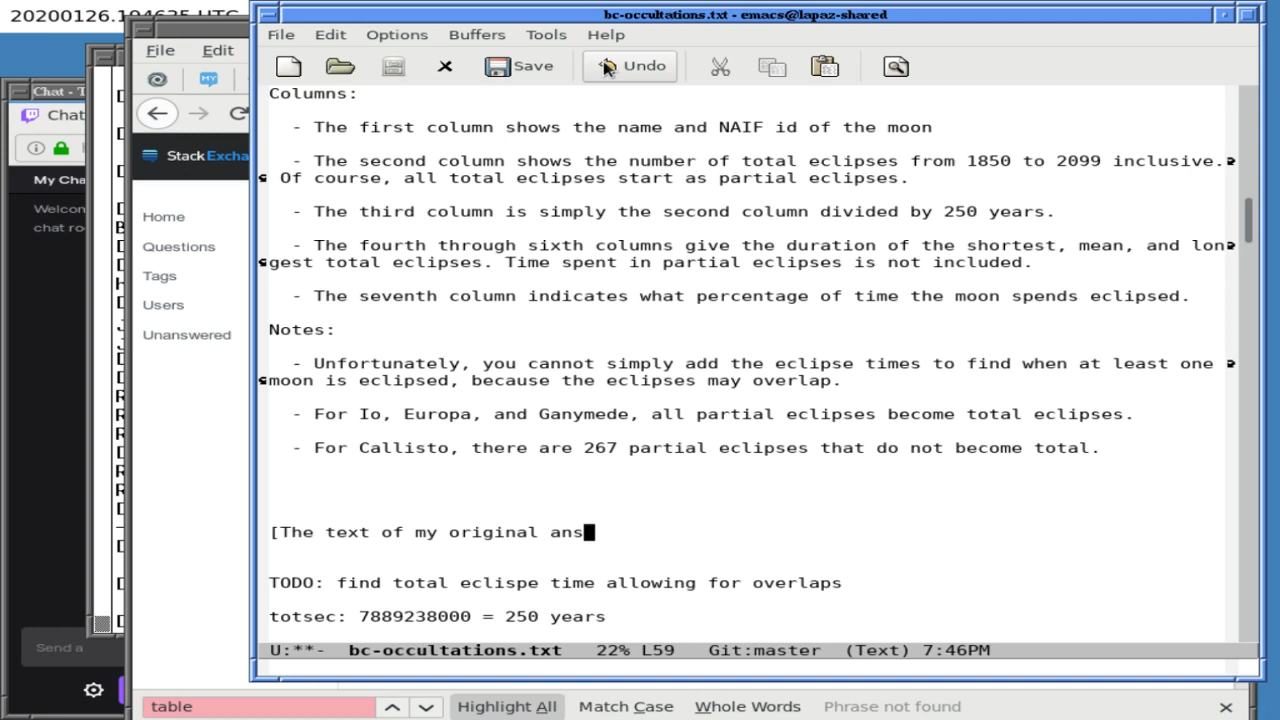 20200126.194635 UTC
bc-occultations.txt - emacs@lapaz-shared
File Edit Options Buffers Tools Help
Save Undo
Columns:
- The first column shows the name and NAIF id of the moon
- The second column shows the number of total eclipses from 1850 to 2099 inclusive.
Of course, all total eclipses start as partial eclipses.
- The third column is simply the second column divided by 250 years.
- The fourth through sixth columns give the duration of the shortest, mean, and lon
gest total eclipses. Time spent in partial eclipses is not included.
- The seventh column indicates what percentage of time the moon spends eclipsed.
Notes:
- Unfortunately, you cannot simply add the eclipse times to find when at least one
moon is eclipsed, because the eclipses may overlap.
- For Io, Europa, and Ganymede, all partial eclipses become total eclipses.
- For Callisto, there are 267 partial eclipses that do not become total.
[The text of my original ans
TODO: find total eclispe time allowing for overlaps
totsec: 7889238000 = 250 years
U:**- bc-occultations.txt 22% L59 Git:master (Text) 7:46PM
File Edit
MY
StackExcha
Home
Questions
Tags
Users
Unanswered
table
Highlight All Match Case Whole Words Phrase not found
Chat - T
Chat
My Cha
Welcon
chat ro
Send a